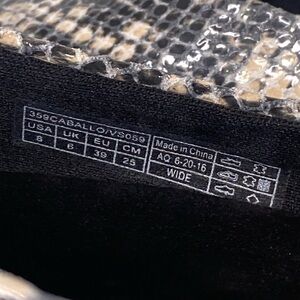 359CABALLO/VS059
USA UK EU CM
8 6 39 25
Made in China
AQ 6-20-16
WIDE